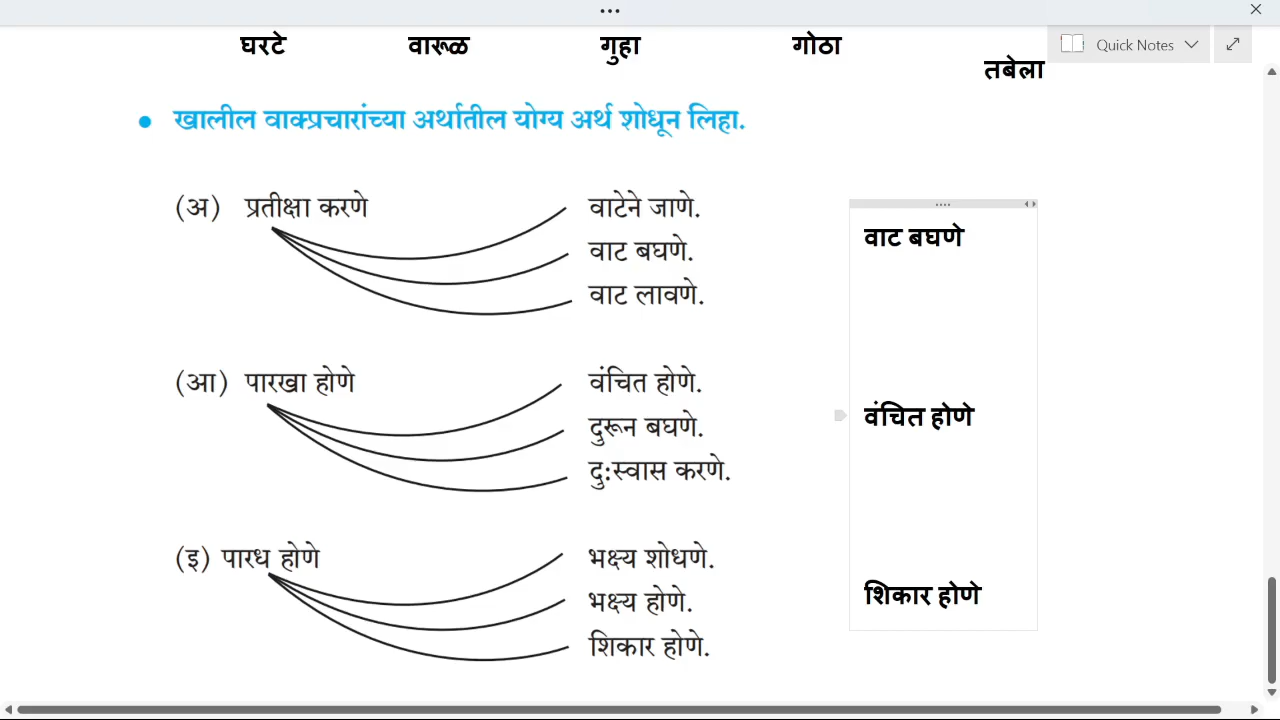 घरटे वारूळ गुहा गोठा तबेला
Quick Notes
• खालील वाक्प्रचारांच्या अर्थातील योग्य अर्थ शोधून लिहा.
(अ) प्रतीक्षा करणे
वाटेने जाणे.
वाट बघणे.
वाट लावणे.
वाट बघणे
(आ) पारखा होणे
वंचित होणे.
दुरून बघणे.
दुःस्वास करणे.
वंचित होणे
(इ) पारध होणे
भक्ष्य शोधणे.
भक्ष्य होणे.
शिकार होणे.
शिकार होणे